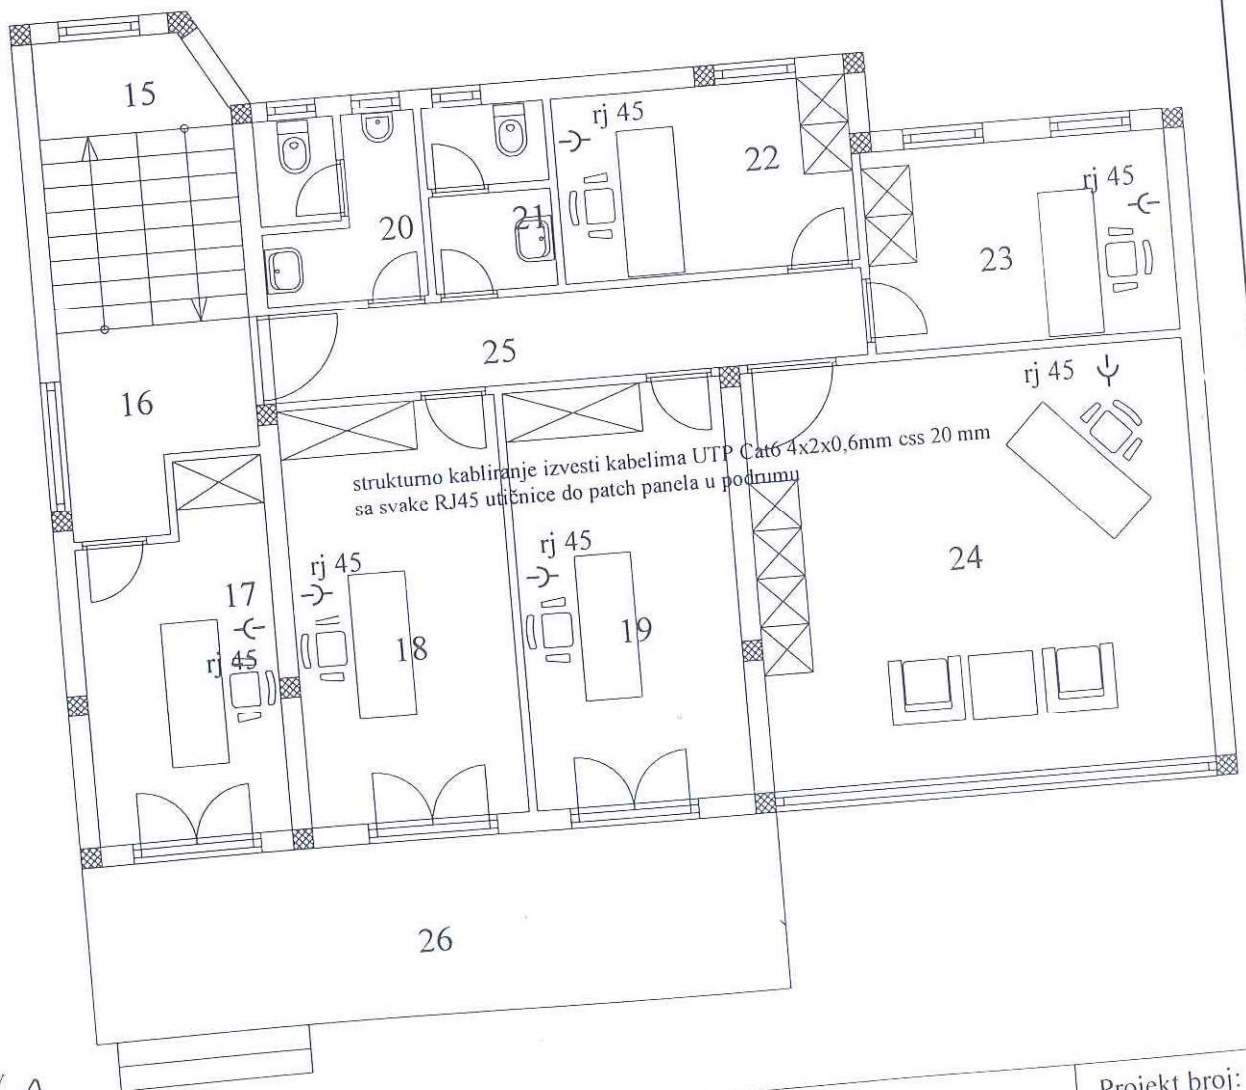 15
rj 45
22
rj 45
20
21
23
25
rj 45
16
strukturno kabliranje izvesti kabelima UTP Cat6 4x2x0,6mm css 20 mm
sa svake RJ45 utičnice do patch panela u podrumu
rj 45
rj 45
24
17
18
19
rj 45
26
Projekt broj: